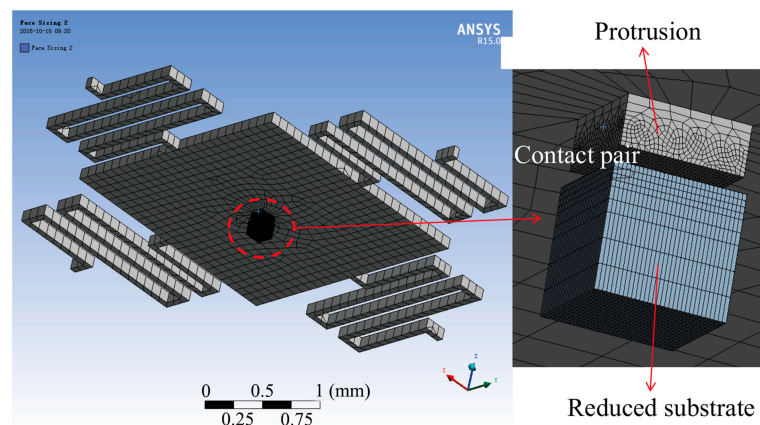 Face Sizing 2
2016-10-16 09:20
Face Sizing 2
ANSYS
R15.0
Protrusion
Contact pair
0 0.5 1 (mm)
0.25 0.75
Z
Y
Reduced substrate